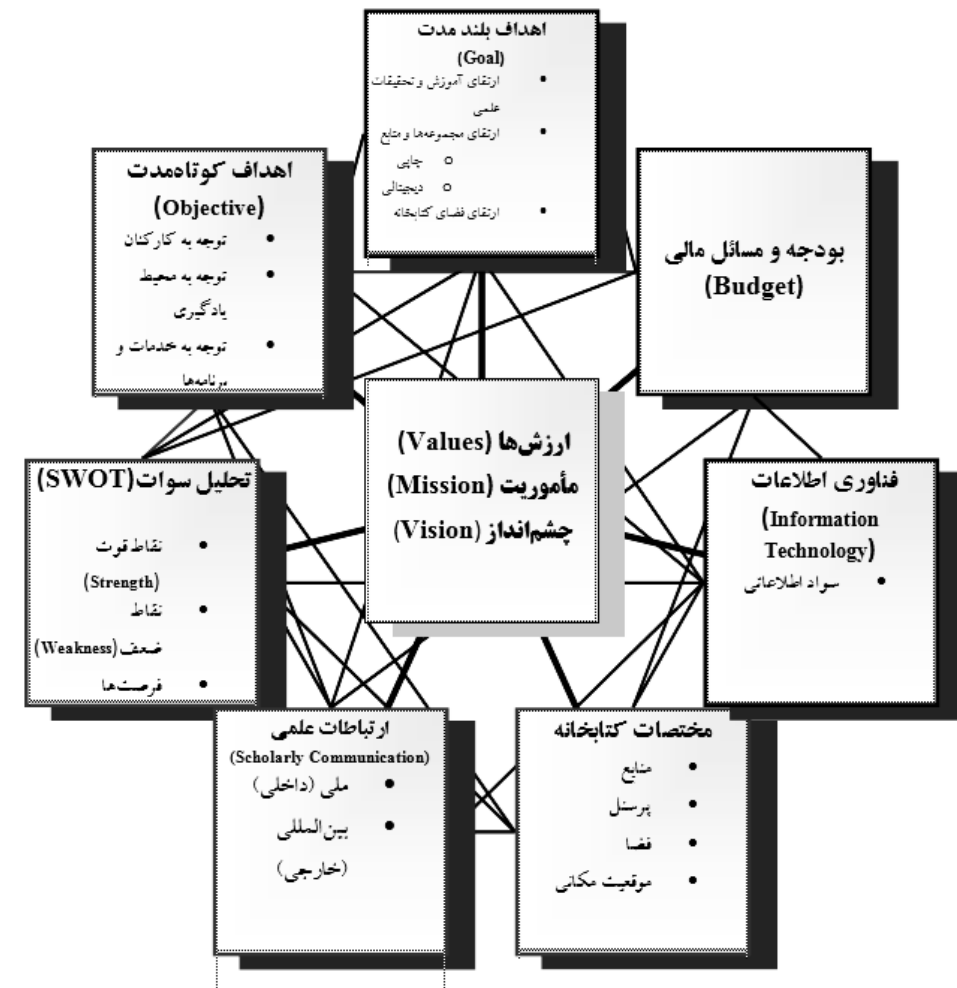 اهداف بلند مدت
(Goal)
• ارتقای آموزش و تحقیقات
علمی
• ارتقای مجموعه‌ها و منابع
o چاپی
o دیجیتالی
• ارتقای فضای کتابخانه
بودجه و مسائل مالی
(Budget)
فناوری اطلاعات
(Information
Technology)
• سواد اطلاعاتی
مختصات کتابخانه
• منابع
• پرسنل
• فضا
• موقعیت مکانی
ارتباطات علمی
(Scholarly Communication)
• ملی (داخلی)
• بین‌المللی
(خارجی)
تحلیل سوات(SWOT)
• نقاط قوت
(Strength)
• نقاط
ضعف(Weakness)
• فرصت‌ها
اهداف کوتاه‌مدت
(Objective)
• توجه به کارکنان
• توجه به محیط
یادگیری
• توجه به خدمات و
برنامه‌ها
ارزش‌ها (Values)
مأموریت (Mission)
چشم‌انداز (Vision)